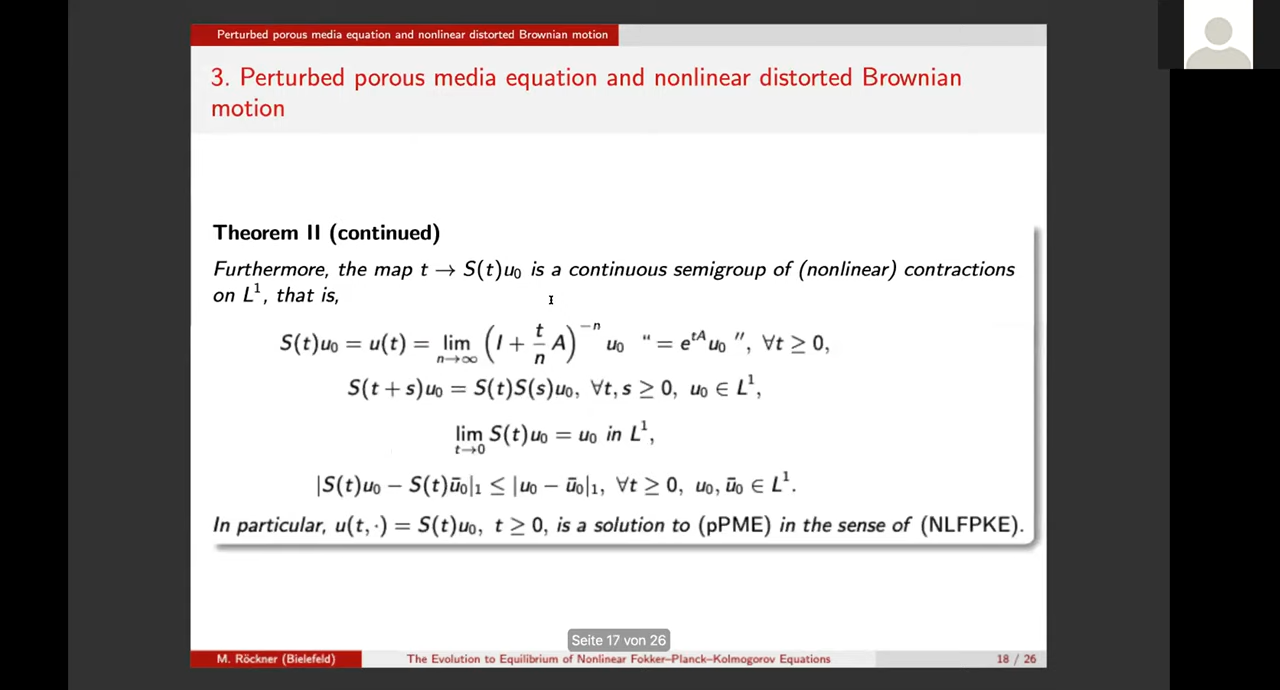 Perturbed porous media equation and nonlinear distorted Brownian motion
3. Perturbed porous media equation and nonlinear distorted Brownian
motion
Theorem II (continued)
Furthermore, the map t → S(t)u₀ is a continuous semigroup of (nonlinear) contractions
on L¹, that is,
S(t)u₀ = u(t) = lim_{n→∞} (I + t/n A)^{−n} u₀ “ = e^{tA}u₀ ”, ∀t ≥ 0,
S(t + s)u₀ = S(t)S(s)u₀, ∀t, s ≥ 0, u₀ ∈ L¹,
lim_{t→0} S(t)u₀ = u₀ in L¹,
|S(t)u₀ − S(t)ū₀|₁ ≤ |u₀ − ū₀|₁, ∀t ≥ 0, u₀, ū₀ ∈ L¹.
In particular, u(t, ·) = S(t)u₀, t ≥ 0, is a solution to (pPME) in the sense of (NLFPKE).
Seite 17 von 26
M. Röckner (Bielefeld) The Evolution to Equilibrium of Nonlinear Fokker–Planck–Kolmogorov Equations 18 / 26